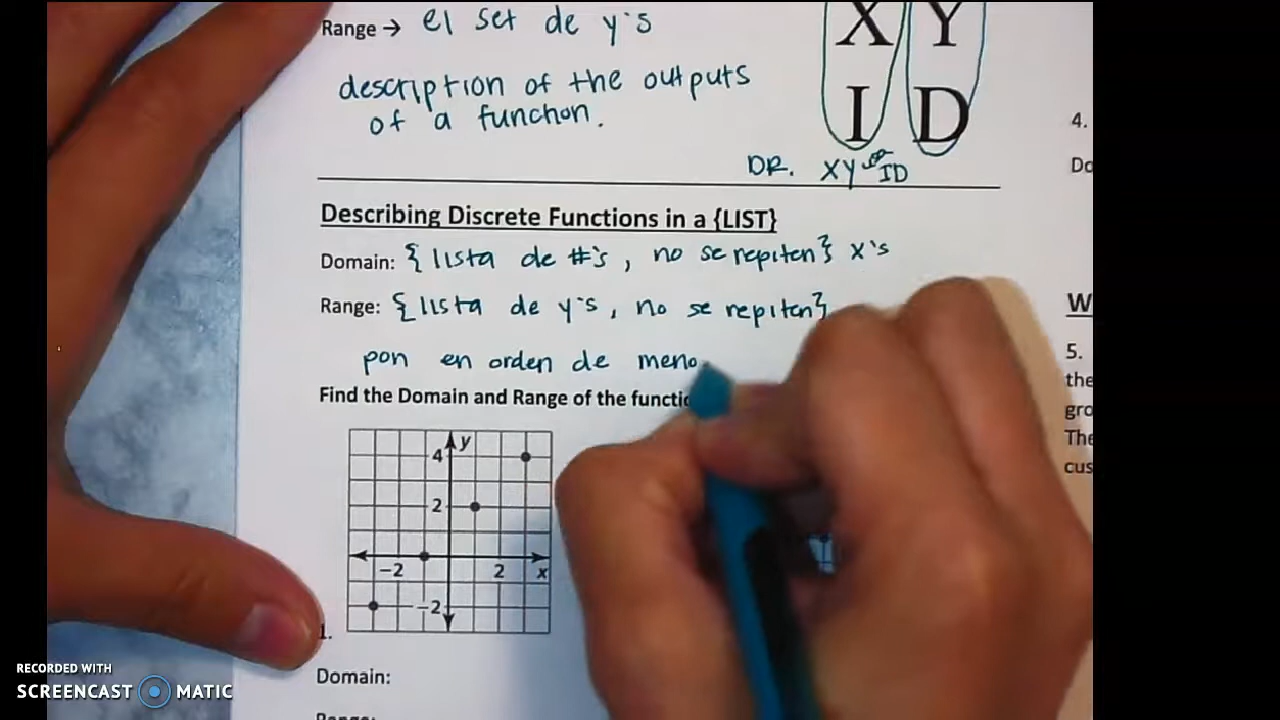 Range → el set de y's
X Y
description of the outputs
of a function.
I D
4.
DR. XY ID
Do
Describing Discrete Functions in a {LIST}
Domain: {lista de #'s, no se repiten} x's
Range: {lista de y's, no se repiten}
W
pon en orden de meno
5.
the
Find the Domain and Range of the functio
gro
The
cus
y
4
2
-2 2 x
-2
1.
Domain:
RECORDED WITH
SCREENCAST MATIC